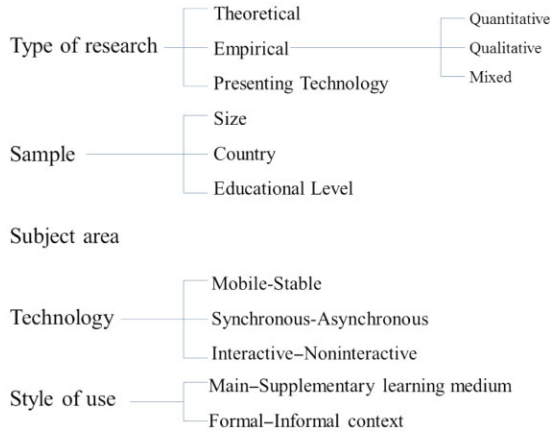 Theoretical
Quantitative
Type of research
Empirical
Qualitative
Presenting Technology
Mixed
Size
Sample
Country
Educational Level
Subject area
Mobile-Stable
Technology
Synchronous-Asynchronous
Interactive–Noninteractive
Main–Supplementary learning medium
Style of use
Formal–Informal context